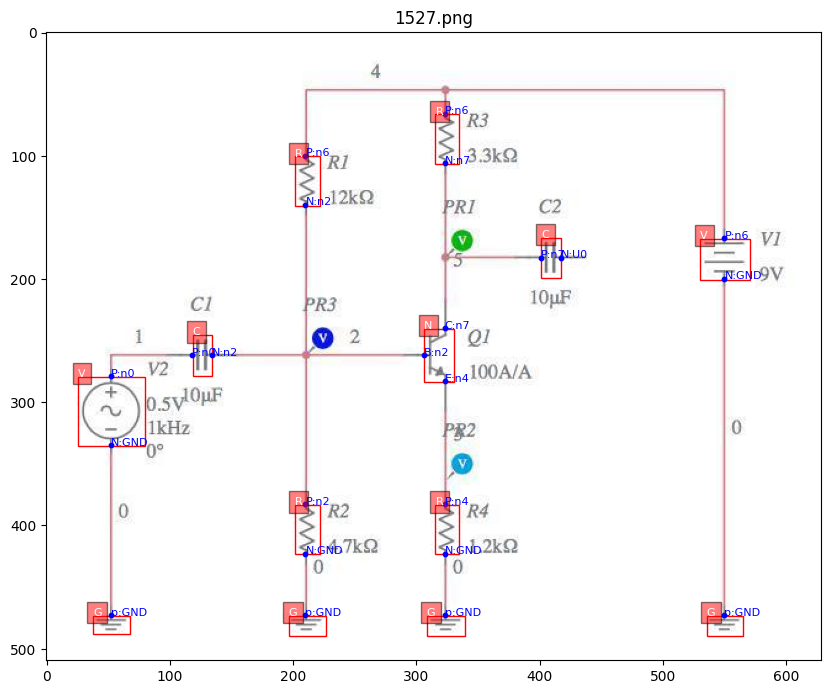 1527.png
0
4
R
P:n6
R3
3.3kΩ
N:n7
100
R
P:n6
R1
12kΩ
N:n2
PR1
V
C2
C
P:n7
N:U0
5
10μF
V
P:n6
V1
N:GND
9V
200
C1
C
1
P:n0
N:n2
10μF
PR3
V
2
N
C:n7
Q1
B:n2
100A/A
E:n4
300
V
P:n0
V2
0.5V
1kHz
0°
N:GND
PR2
V
0
400
0
R
P:n2
R2
4.7kΩ
N:GND
0
R
P:n4
R4
1.2kΩ
N:GND
0
G
p:GND
G
p:GND
G
p:GND
G
p:GND
500
0
100
200
300
400
500
600